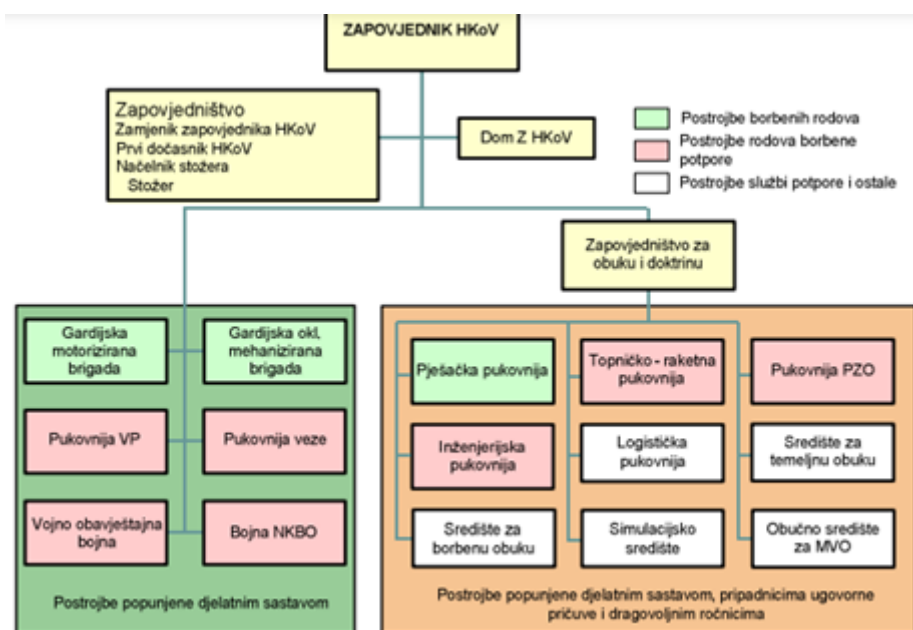 ZAPOVJEDNIK HKoV
Zapovjedništvo
Zamjenik zapovjednika HKoV
Prvi dočasnik HKoV
Načelnik stožera
Stožer
Dom Z HKoV
Postrojbe borbenih rodova
Postrojbe rodova borbene
potpore
Postrojbe službi potpore i ostale
Zapovjedništvo za
obuku i doktrinu
Gardijska
motorizirana
brigada
Gardijska okl,
mehanizirana
brigada
Pukovnija VP
Pukovnija veze
Vojno obavještajna
bojna
Bojna NKBO
Postrojbe popunjene djelatnim sastavom
Pješačka pukovnija
Topničko - raketna
pukovnija
Pukovnija PZO
Inženjerijska
pukovnija
Logistička
pukovnija
Središte za
temeljnu obuku
Središte za
borbenu obuku
Simulacijsko
središte
Obučno središte
za MVO
Postrojbe popunjene djelatnim sastavom, pripadnicima ugovorne
pričuve i dragovoljnim ročnicima